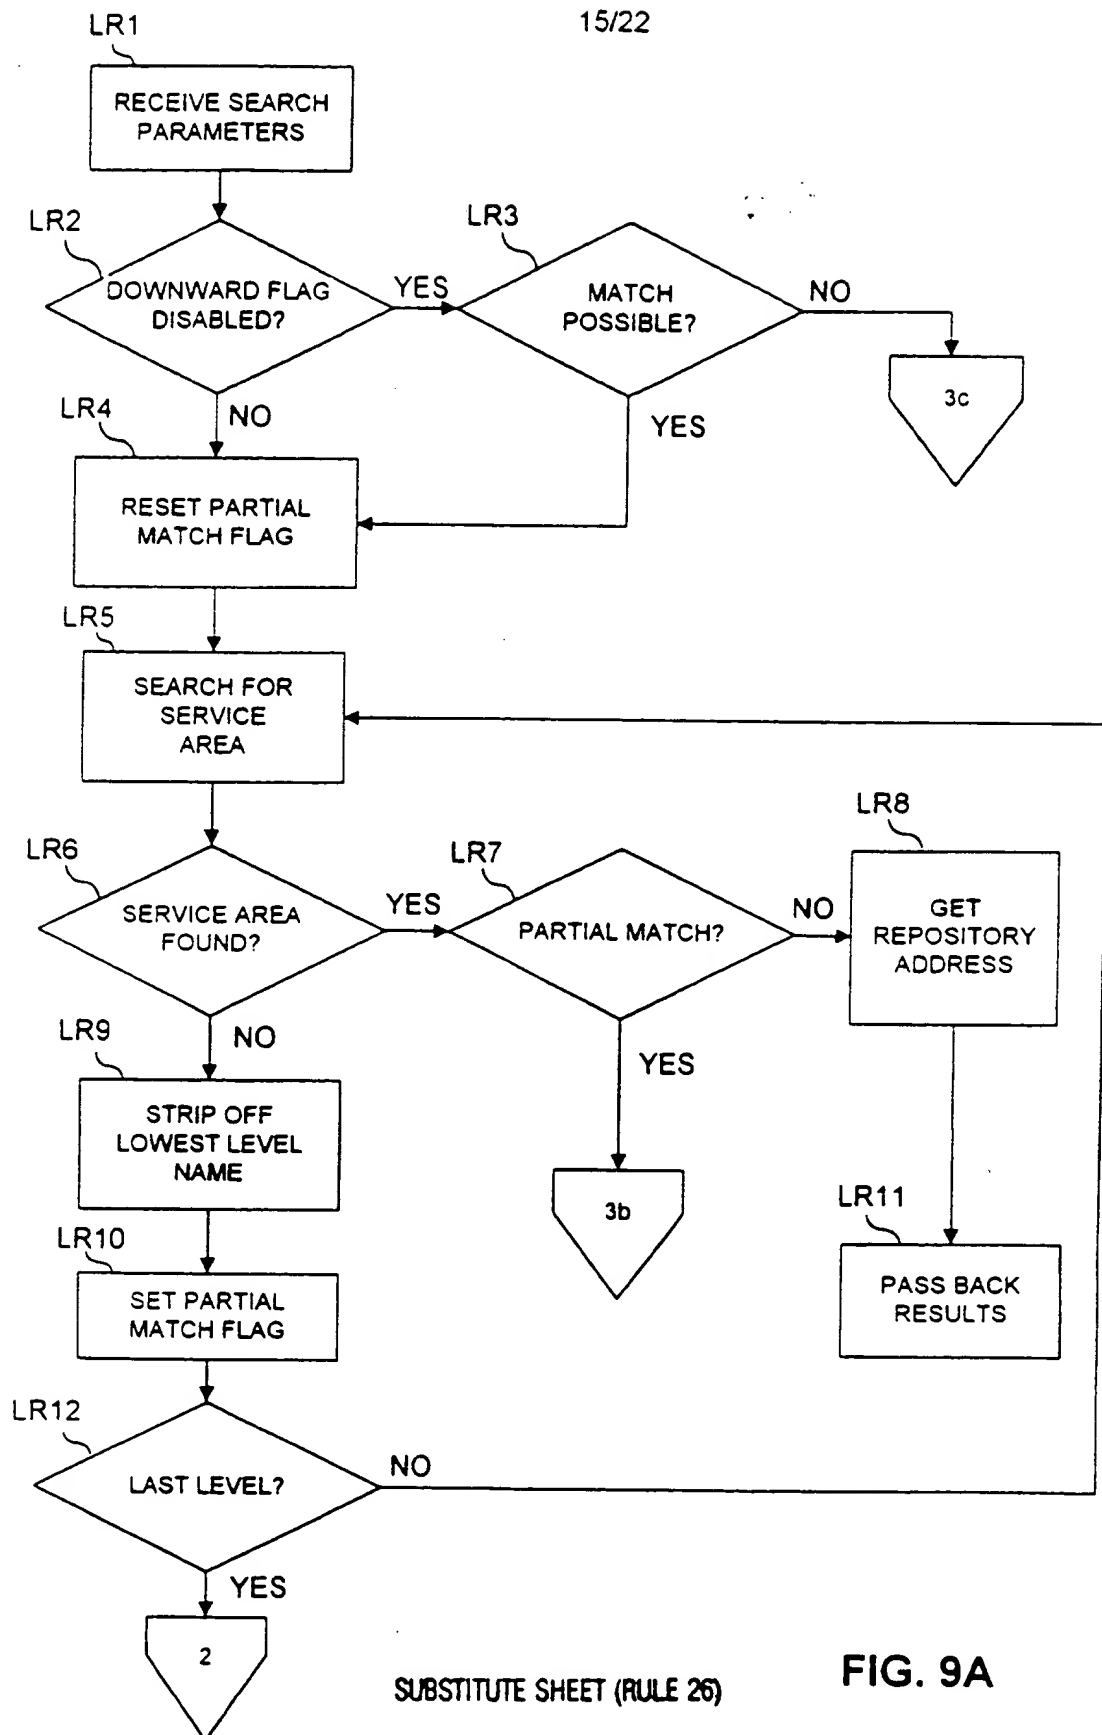 15/22
LR1
RECEIVE SEARCH
PARAMETERS
LR2
DOWNWARD FLAG
DISABLED?
YES
LR3
MATCH
POSSIBLE?
NO
3c
NO
YES
LR4
RESET PARTIAL
MATCH FLAG
LR5
SEARCH FOR
SERVICE
AREA
LR6
SERVICE AREA
FOUND?
YES
LR7
PARTIAL MATCH?
NO
LR8
GET
REPOSITORY
ADDRESS
NO
YES
LR9
STRIP OFF
LOWEST LEVEL
NAME
3b
LR11
PASS BACK
RESULTS
LR10
SET PARTIAL
MATCH FLAG
LR12
LAST LEVEL?
NO
YES
2
SUBSTITUTE SHEET (RULE 26)
FIG. 9A